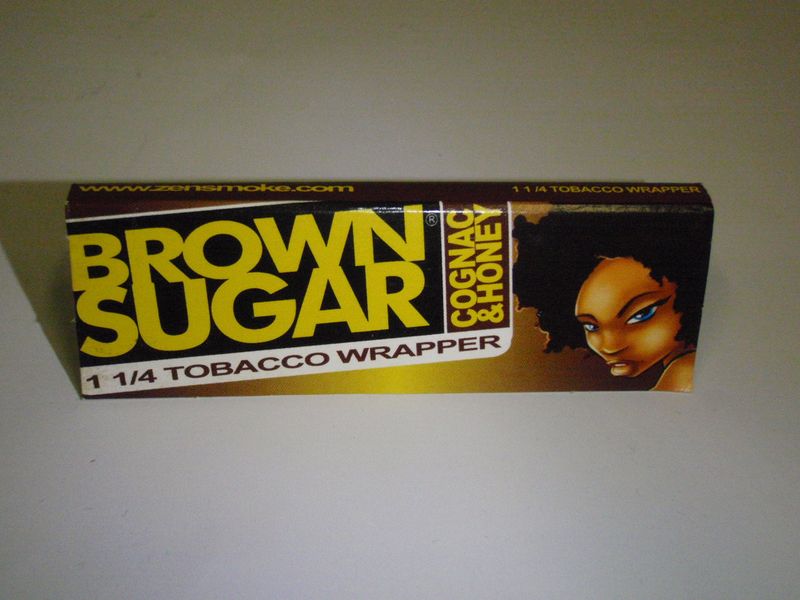 www.zensmoke.com
1 1/4 TOBACCO WRAPPER
BROWN
SUGAR
®
COGNAC
& HONEY
1 1/4 TOBACCO WRAPPER